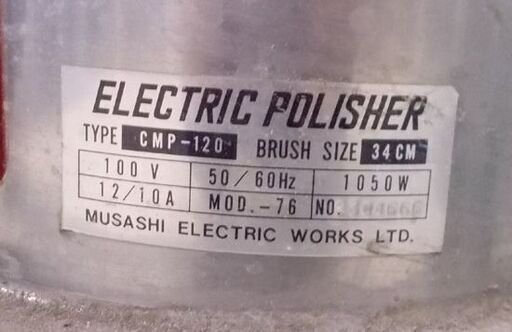 ELECTRIC POLISHER
TYPE CMP-120 BRUSH SIZE 34CM
100V 50/60Hz 1050W
12/10A MOD.-76 NO.
MUSASHI ELECTRIC WORKS LTD.